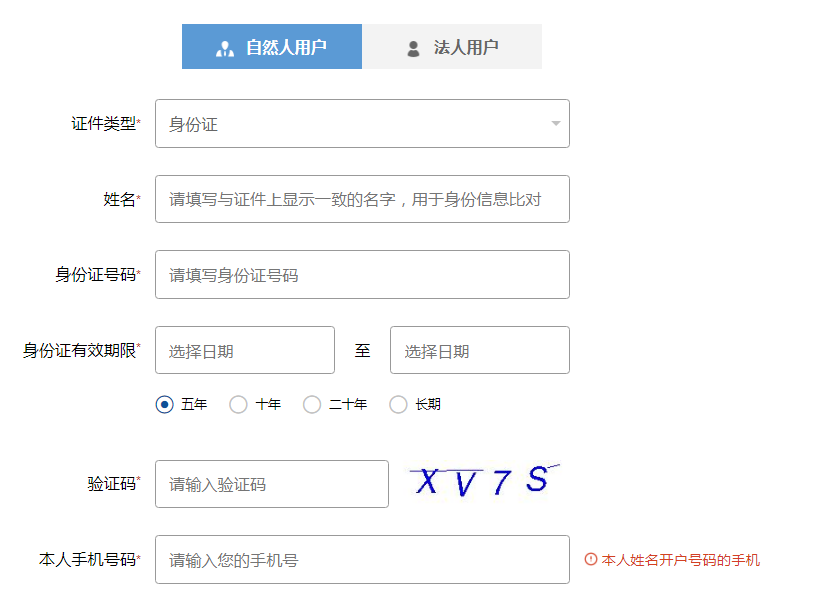 自然人用户 法人用户
证件类型* 身份证
姓名* 请填写与证件上显示一致的名字，用于身份信息比对
身份证号码* 请填写身份证号码
身份证有效期限* 选择日期 至 选择日期
五年 十年 二十年 长期
验证码* 请输入验证码 XV7S
本人手机号码* 请输入您的手机号 本人姓名开户号码的手机